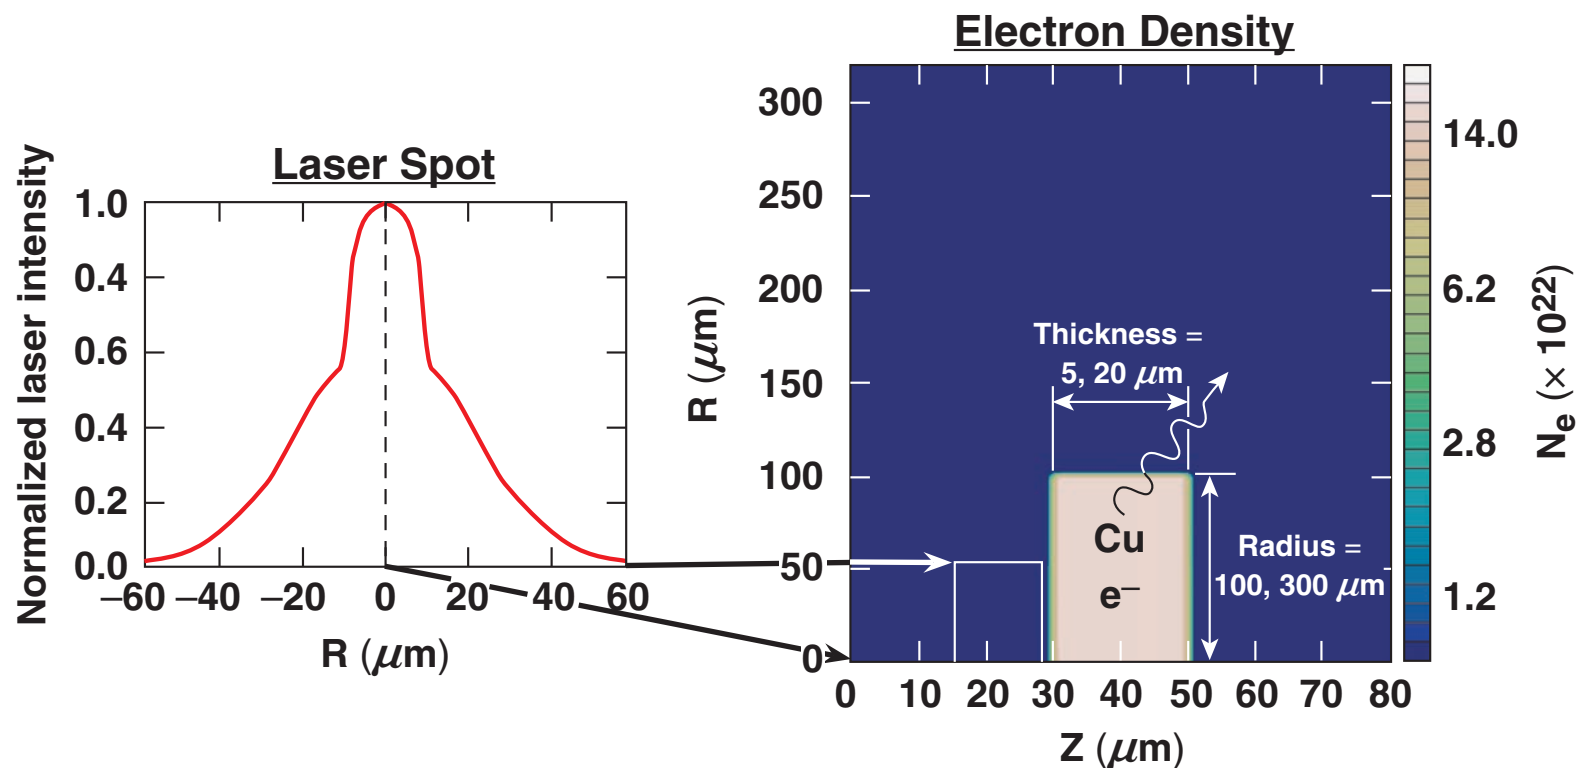 Laser Spot
Normalized laser intensity
1.0
0.4
0.6
0.4
0.2
0.0
−60 −40 −20 0 20 40 60
R (μm)
Electron Density
R (μm)
300
250
200
150
100
50
0
Thickness =
5, 20 μm
Cu
e−
Radius =
100, 300 μm
0 10 20 30 40 50 60 70 80
Z (μm)
14.0
6.2
2.8
1.2
Ne (× 10²²)